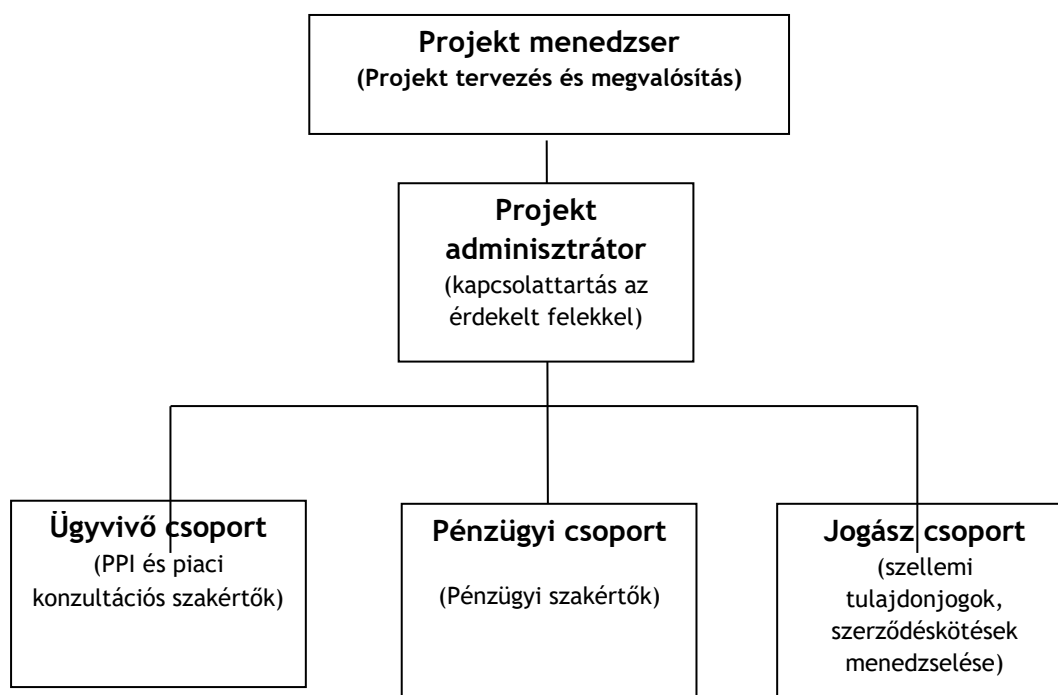 Projekt menedzser
(Projekt tervezés és megvalósítás)
Projekt
adminisztrátor
(kapcsolattartás az
érdekelt felekkel)
Ügyvivő csoport
(PPI és piaci
konzultációs szakértők)
Pénzügyi csoport
(Pénzügyi szakértők)
Jogász csoport
(szellemi
tulajdonjogok,
szerződéskötések
menedzselése)